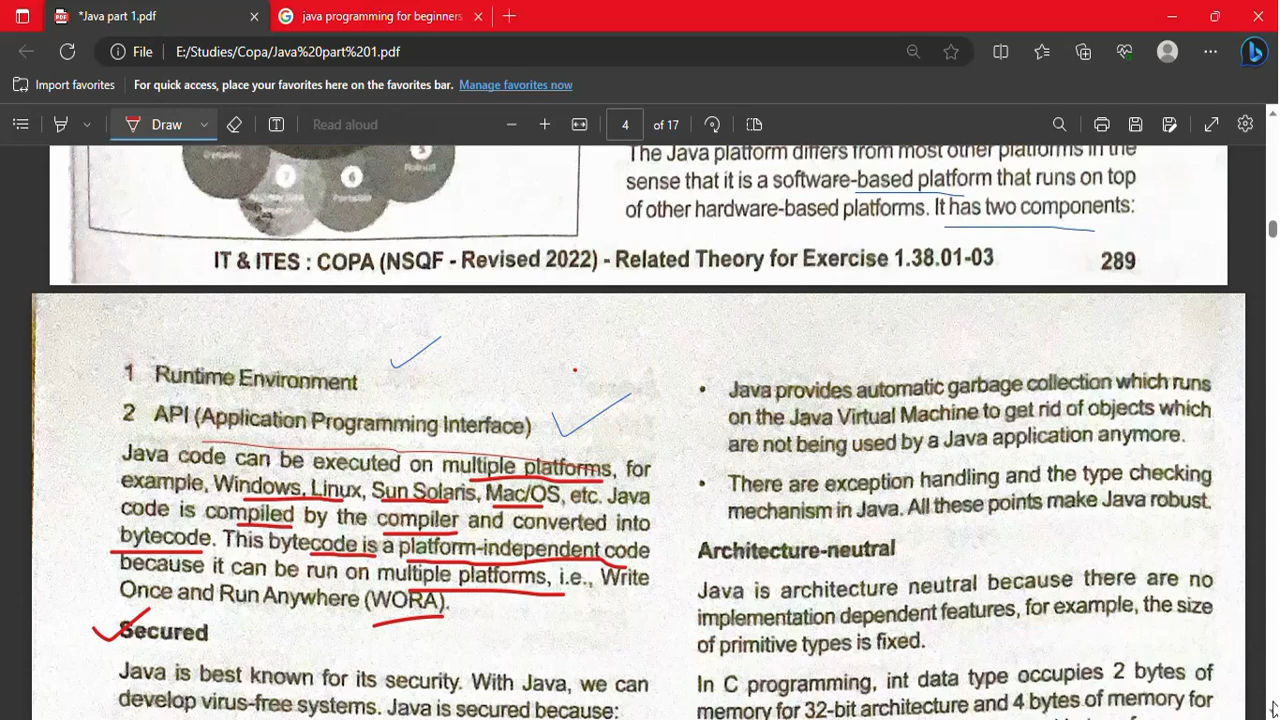 *Java part 1.pdf
java programming for beginners
File
E:/Studies/Copa/Java%20part%201.pdf
Import favorites
For quick access, place your favorites here on the favorites bar. Manage favorites now
Draw
Read aloud
4 of 17
Dynamic
5
Robust
7
6
Portable
The Java platform differs from most other platforms in the
sense that it is a software-based platform that runs on top
of other hardware-based platforms. It has two components:
IT & ITES : COPA (NSQF - Revised 2022) - Related Theory for Exercise 1.38.01-03
289
1 Runtime Environment
2 API (Application Programming Interface)
Java code can be executed on multiple platforms, for
example, Windows, Linux, Sun Solaris, Mac/OS, etc. Java
code is compiled by the compiler and converted into
bytecode. This bytecode is a platform-independent code
because it can be run on multiple platforms, i.e., Write
Once and Run Anywhere (WORA).
Secured
Java is best known for its security. With Java, we can
develop virus-free systems. Java is secured because:
• Java provides automatic garbage collection which runs
on the Java Virtual Machine to get rid of objects which
are not being used by a Java application anymore.
• There are exception handling and the type checking
mechanism in Java. All these points make Java robust.
Architecture-neutral
Java is architecture neutral because there are no
implementation dependent features, for example, the size
of primitive types is fixed.
In C programming, int data type occupies 2 bytes of
memory for 32-bit architecture and 4 bytes of memory for